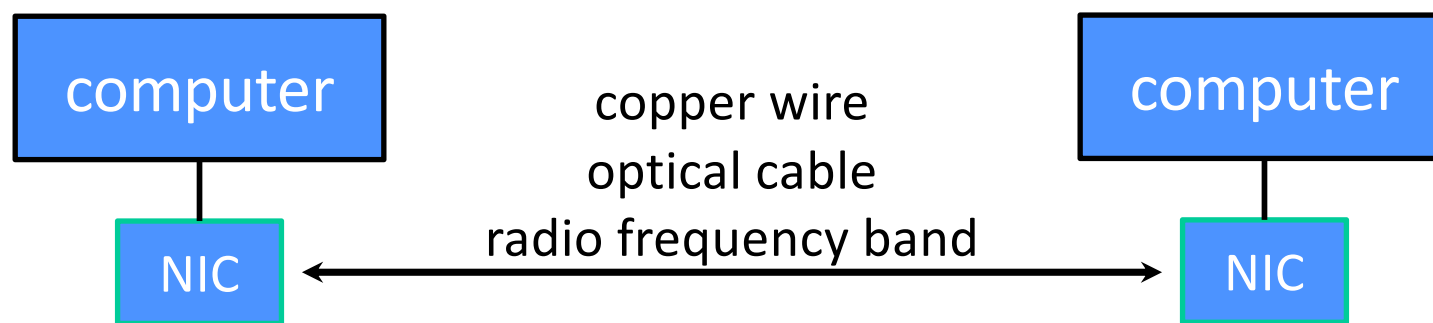 computer
computer
copper wire
optical cable
radio frequency band
NIC
NIC